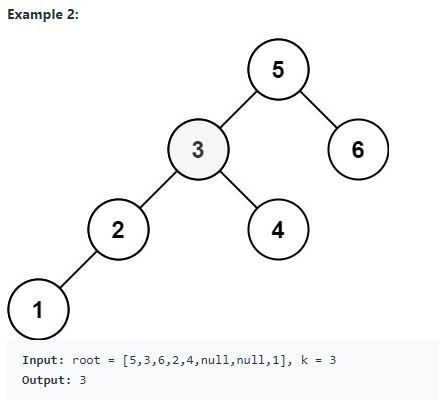 Example 2:
5
3
6
2
4
1
Input: root = [5,3,6,2,4,null,null,1], k = 3
Output: 3